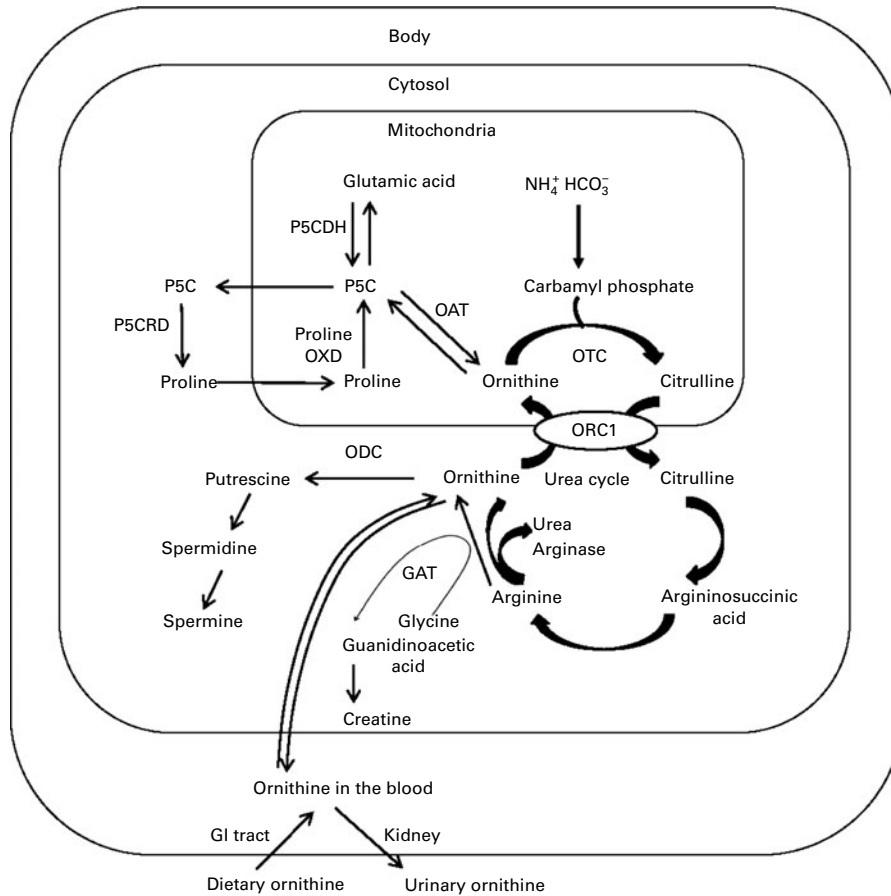 Body
Cytosol
Mitochondria
Glutamic acid
NH₄⁺ HCO₃⁻
P5CDH
P5C
P5C
Carbamyl phosphate
OAT
P5CRD
Proline
OXD
OTC
Proline
Proline
Ornithine
Citrulline
ORC1
ODC
Putrescine
Ornithine
Urea cycle
Citrulline
Urea
Arginase
Spermidine
GAT
Arginine
Argininosuccinic
acid
Spermine
Glycine
Guanidinoacetic
acid
Creatine
Ornithine in the blood
GI tract
Kidney
Dietary ornithine
Urinary ornithine